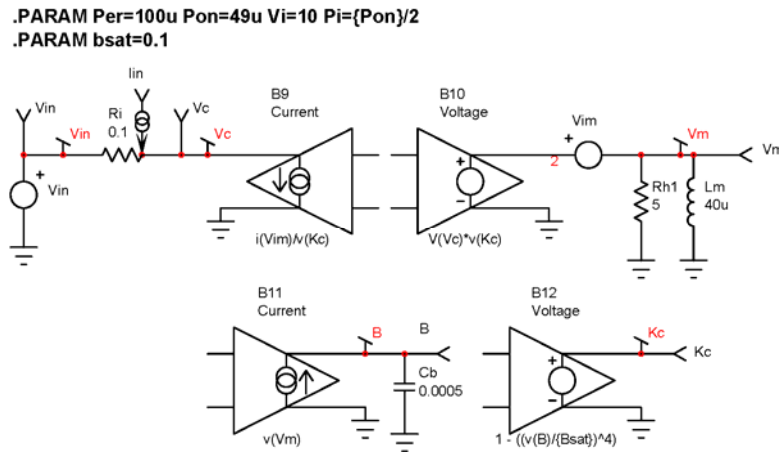 .PARAM Per=100u Pon=49u Vi=10 Pi={Pon}/2
.PARAM bsat=0.1
Iin
Vin
Vin
Ri
0.1
Vc
Vc
B9
Current
B10
Voltage
Vim
Vm
Vm
+
Vin
+
−
+
2
Rh1
5
Lm
40u
i(Vim)/v(Kc)
V(Vc)*v(Kc)
B11
Current
B
B
B12
Voltage
Kc
Kc
Cb
0.0005
+
−
v(Vm)
1 - ((v(B)/{Bsat})^4)